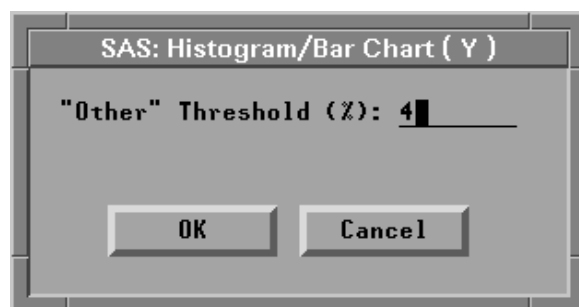 SAS: Histogram/Bar Chart ( Y )
"Other" Threshold (%): 4
OK Cancel